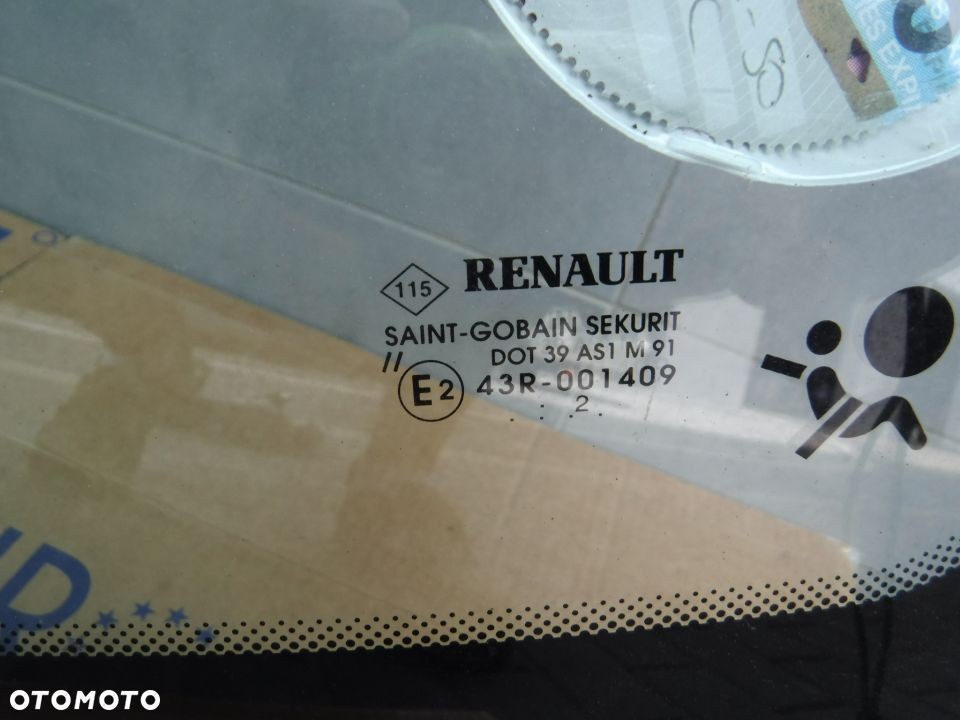 RENAULT
115
SAINT-GOBAIN SEKURIT
DOT 39 AS1 M 91
//
E2 43R-001409
. : .2.
OTOMOTO